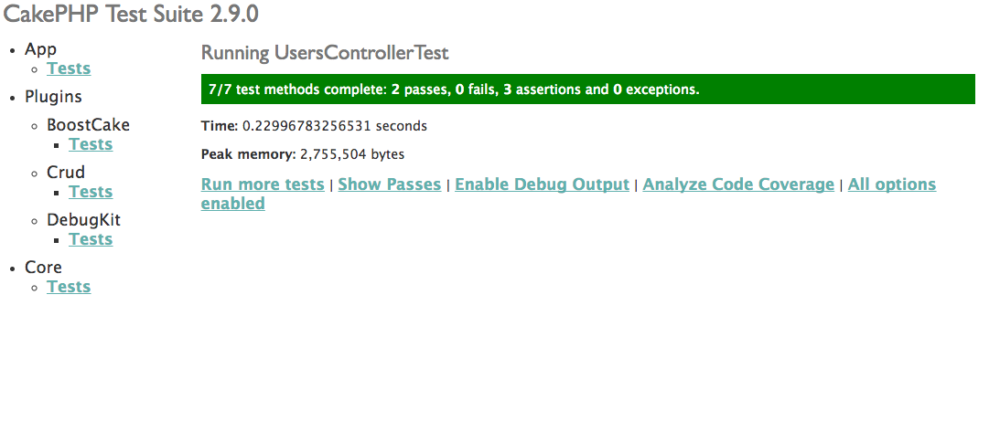 CakePHP Test Suite 2.9.0
App
Tests
Plugins
BoostCake
Tests
Crud
Tests
DebugKit
Tests
Core
Tests
Running UsersControllerTest
7/7 test methods complete: 2 passes, 0 fails, 3 assertions and 0 exceptions.
Time: 0.22996783256531 seconds
Peak memory: 2,755,504 bytes
Run more tests | Show Passes | Enable Debug Output | Analyze Code Coverage | All options
enabled